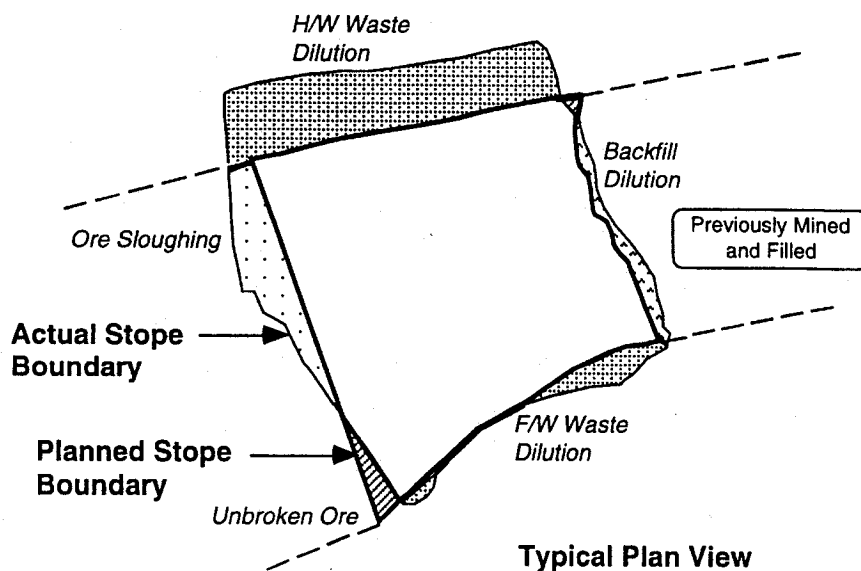 H/W Waste
Dilution
Backfill
Dilution
Previously Mined
and Filled
Ore Sloughing
Actual Stope
Boundary
F/W Waste
Dilution
Planned Stope
Boundary
Unbroken Ore
Typical Plan View